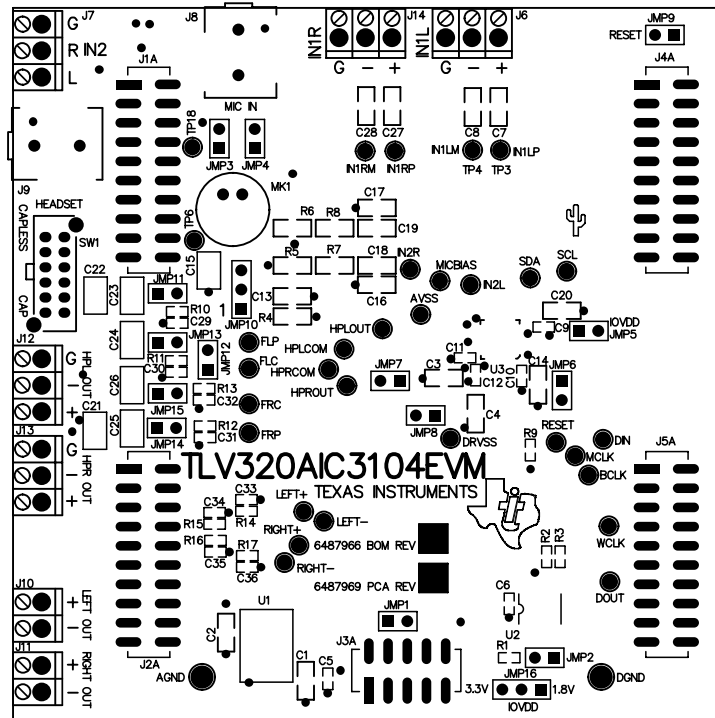 J7
G
R IN2
L
J8
MIC IN
J1A
IN1R
J14
G - +
IN1L
J6
G - +
JMP9
RESET
J4A
TP18
JMP3
JMP4
C28
C27
C8
C7
IN1RM
IN1RP
IN1LM
IN1LP
TP4
TP3
J9
HEADSET
CAPLESS
SW1
CAP
MK1
TP6
C17
R6
R8
C19
R5
R7
C18
C16
IN2R
MICBIAS
IN2L
SDA
SCL
C15
C22
C23
JMP11
C13
R4
1
JMP10
AVSS
C20
C9
IOVDD
JMP5
R10
C29
HPLOUT
J12
G
HPL OUT
-
+
C24
JMP13
R11
C30
JMP12
FLP
FLC
HPLCOM
HPRCOM
HPROUT
JMP7
C3
C11
U3
C12
C10
C14
JMP6
C26
R13
C32
FRC
JMP15
C21
C25
JMP14
R12
C31
FRP
JMP8
C4
DRVSS
R9
RESET
DIN
MCLK
BCLK
J13
G
HPR OUT
-
+
J5A
TLV320AIC3104EVM
TEXAS INSTRUMENTS
J2A
C34
C33
R15
R14
R16
R17
C35
C36
LEFT+
LEFT-
RIGHT+
RIGHT-
6487966 BOM REV
6487969 PCA REV
R2
R3
WCLK
DOUT
J10
+
LEFT OUT
-
J11
+
RIGHT OUT
-
C2
U1
C1
C5
AGND
JMP1
J3A
C6
U2
R1
JMP2
JMP16
3.3V
1.8V
IOVDD
DGND